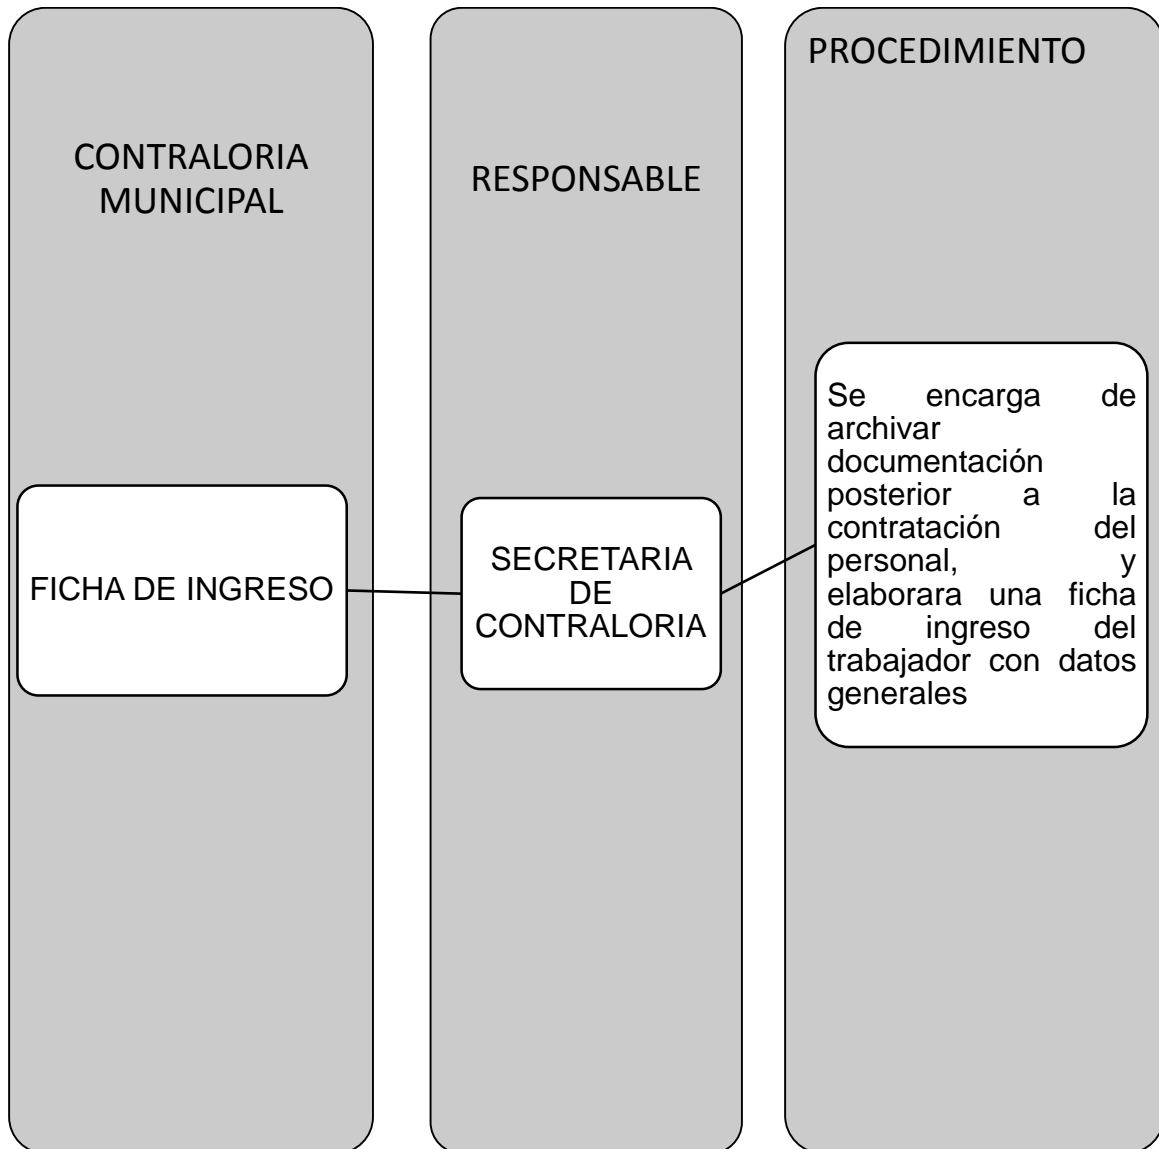 CONTRALORIA
MUNICIPAL
RESPONSABLE
PROCEDIMIENTO
FICHA DE INGRESO
SECRETARIA
DE
CONTRALORIA
Se encarga de
archivar
documentación
posterior a la
contratación del
personal, y
elaborara una ficha
de ingreso del
trabajador con datos
generales